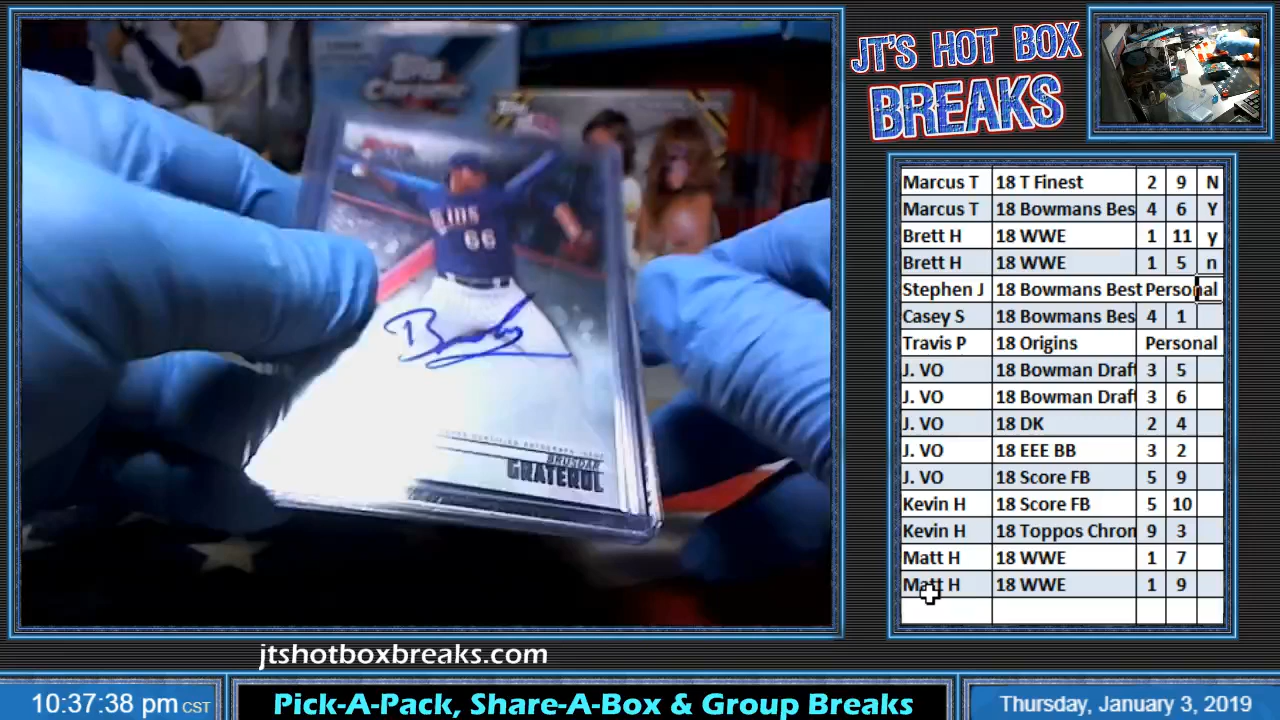 JT'S HOT BOX
BREAKS
Topps
Chrome
66
BRUSDAR
GRATEROL
Marcus T 18 T Finest 2 9 N
Marcus T 18 Bowmans Bes 4 6 Y
Brett H 18 WWE 1 11 y
Brett H 18 WWE 1 5 n
Stephen J 18 Bowmans Best Personal
Casey S 18 Bowmans Bes 4 1
Travis P 18 Origins Personal
J. VO 18 Bowman Draft 3 5
J. VO 18 Bowman Draft 3 6
J. VO 18 DK 2 4
J. VO 18 EEE BB 3 2
J. VO 18 Score FB 5 9
Kevin H 18 Score FB 5 10
Kevin H 18 Toppos Chron 9 3
Matt H 18 WWE 1 7
Matt H 18 WWE 1 9
jtshotboxbreaks.com
10:37:38 pm CST
Pick-A-Pack, Share-A-Box & Group Breaks
Thursday, January 3, 2019